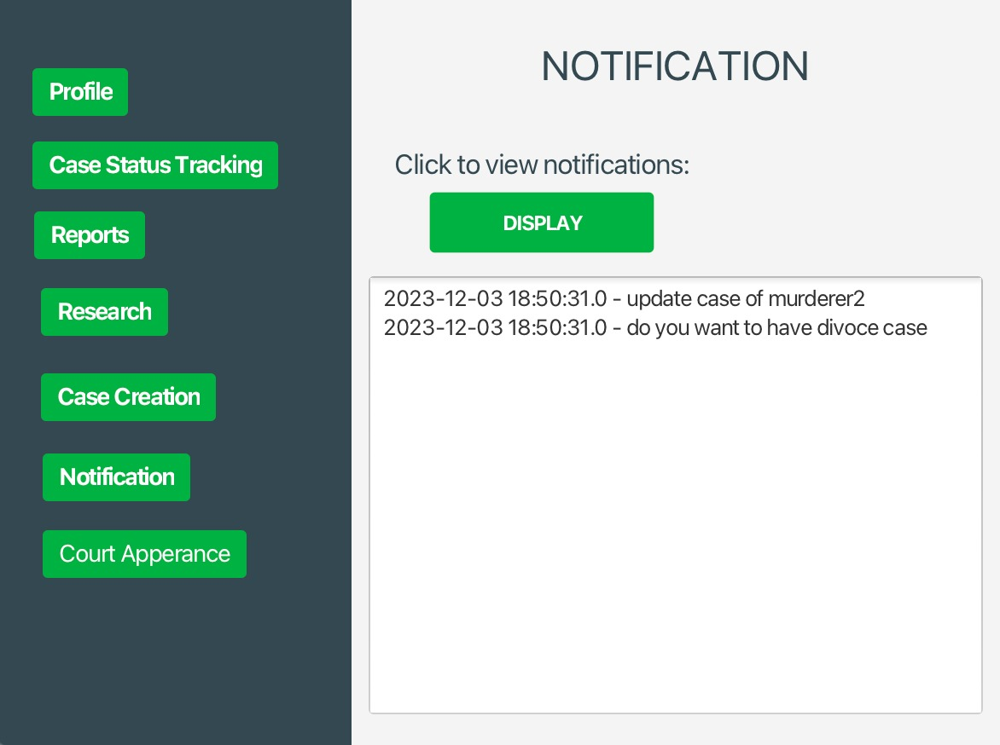 Profile
Case Status Tracking
Reports
Research
Case Creation
Notification
Court Apperance
NOTIFICATION
Click to view notifications:
DISPLAY
2023-12-03 18:50:31.0 - update case of murderer2
2023-12-03 18:50:31.0 - do you want to have divoce case